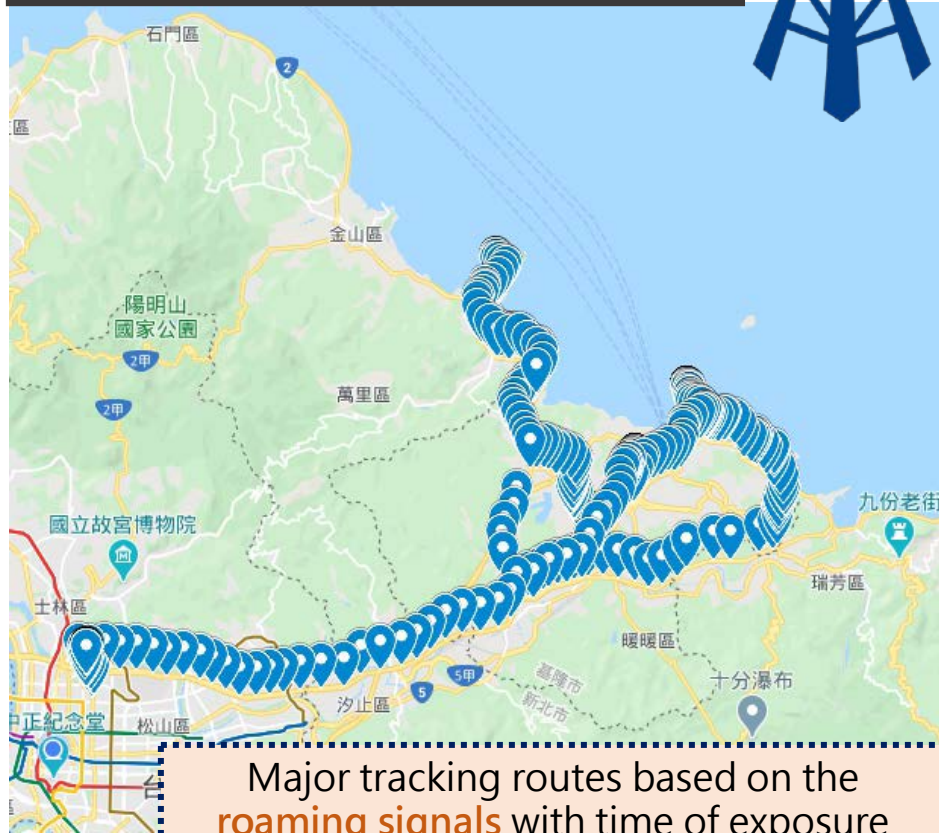 石門區
2
區
金山區
陽明山
國家公園
2甲
萬里區
2甲
九份老街
國立故宮博物院
瑞芳區
士林區
暖暖區
5甲
基隆市
新北市
十分瀑布
汐止區
5
中正紀念堂
松山區
台
區
Major tracking routes based on the
roaming signals with time of exposure